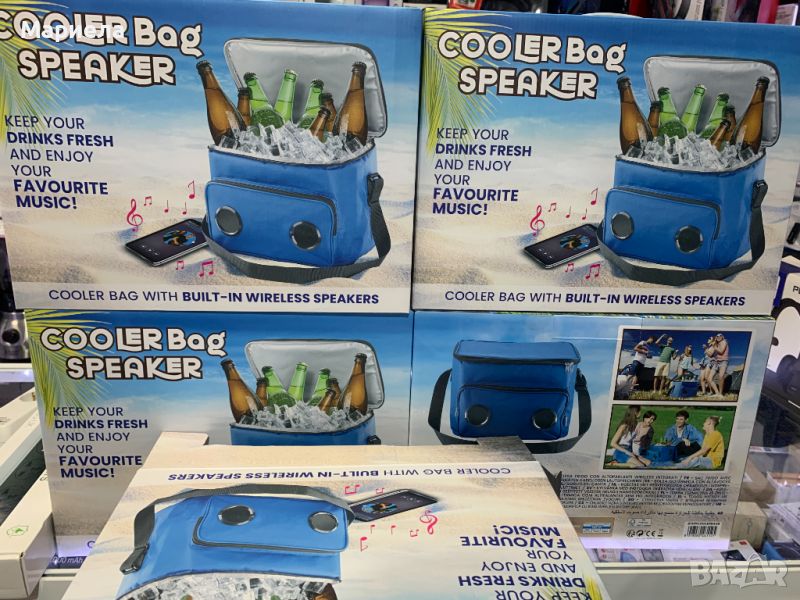 Мариела
COOLER Bag
SPEAKER
KEEP YOUR
DRINKS FRESH
AND ENJOY
YOUR
FAVOURITE
MUSIC!
COOLER BAG WITH BUILT-IN WIRELESS SPEAKERS
COOLER Bag
SPEAKER
KEEP YOUR
DRINKS FRESH
AND ENJOY
YOUR
FAVOURITE
MUSIC!
COOLER BAG WITH BUILT-IN WIRELESS SPEAKERS
COOLER Bag
SPEAKER
KEEP YOUR
DRINKS FRESH
AND ENJOY
YOUR
FAVOURITE
MUSIC!
COOLER BAG WITH BUILT-IN WIRELESS SPEAKERS
KEEP YOUR
DRINKS FRESH
AND ENJOY
YOUR
FAVOURITE
MUSIC!
BAZAR